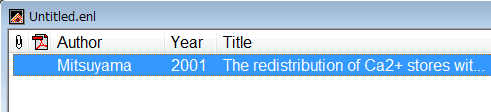 Untitled.enl
Author Year Title
Mitsuyama 2001 The redistribution of Ca2+ stores wit...